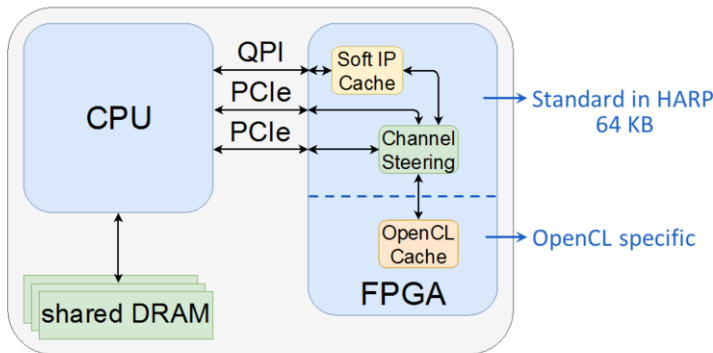 CPU
QPI
PCIe
PCIe
Soft IP
Cache
Channel
Steering
OpenCL
Cache
FPGA
shared DRAM
Standard in HARP
64 KB
OpenCL specific